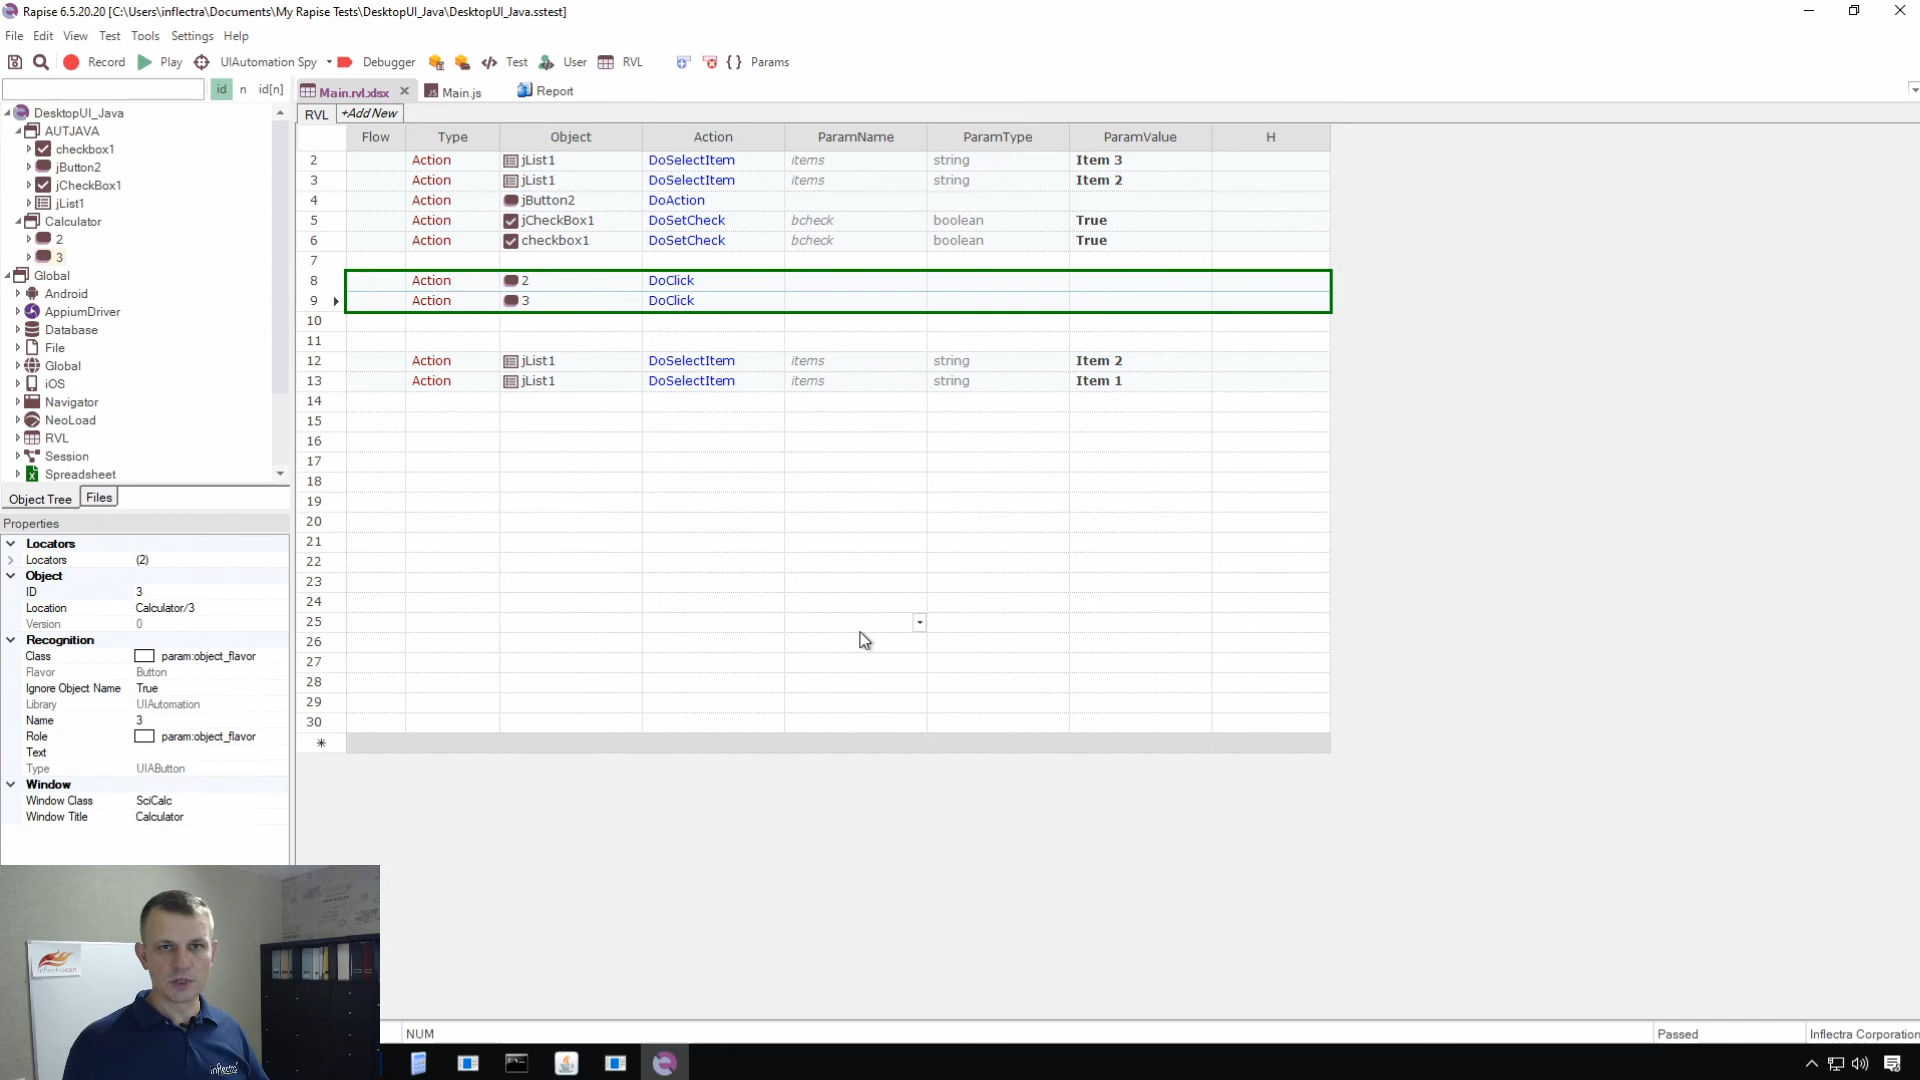 Rapise 6.5.20.20 [C:\Users\inflectra\Documents\My Rapise Tests\DesktopUI_Java\DesktopUI_Java.sstest]
File Edit View Test Tools Settings Help
Record Play UIAutomation Spy Debugger Test User RVL Params
id n id[n]
Main.rvl.xlsx Main.js Report
RVL +Add New
DesktopUI_Java
AUTJAVA
checkbox1
jButton2
jCheckBox1
jList1
Calculator
2
3
Global
Android
AppiumDriver
Database
File
Global
iOS
Navigator
NeoLoad
RVL
Session
Spreadsheet
Object Tree Files
Flow Type Object Action ParamName ParamType ParamValue H
2 Action jList1 DoSelectItem items string Item 3
3 Action jList1 DoSelectItem items string Item 2
4 Action jButton2 DoAction
5 Action jCheckBox1 DoSetCheck bcheck boolean True
6 Action checkbox1 DoSetCheck bcheck boolean True
7
8 Action 2 DoClick
9 Action 3 DoClick
10
11
12 Action jList1 DoSelectItem items string Item 2
13 Action jList1 DoSelectItem items string Item 1
14
15
16
17
18
19
20
21
22
23
24
25
26
27
28
29
30
Properties
Locators
Locators (2)
Object
ID 3
Location Calculator/3
Version 0
Recognition
Class param:object_flavor
Flavor Button
Ignore Object Name True
Library UIAutomation
Name 3
Role param:object_flavor
Text
Type UIAButton
Window
Window Class SciCalc
Window Title Calculator
inflectracon
inflectra
NUM Passed Inflectra Corporation